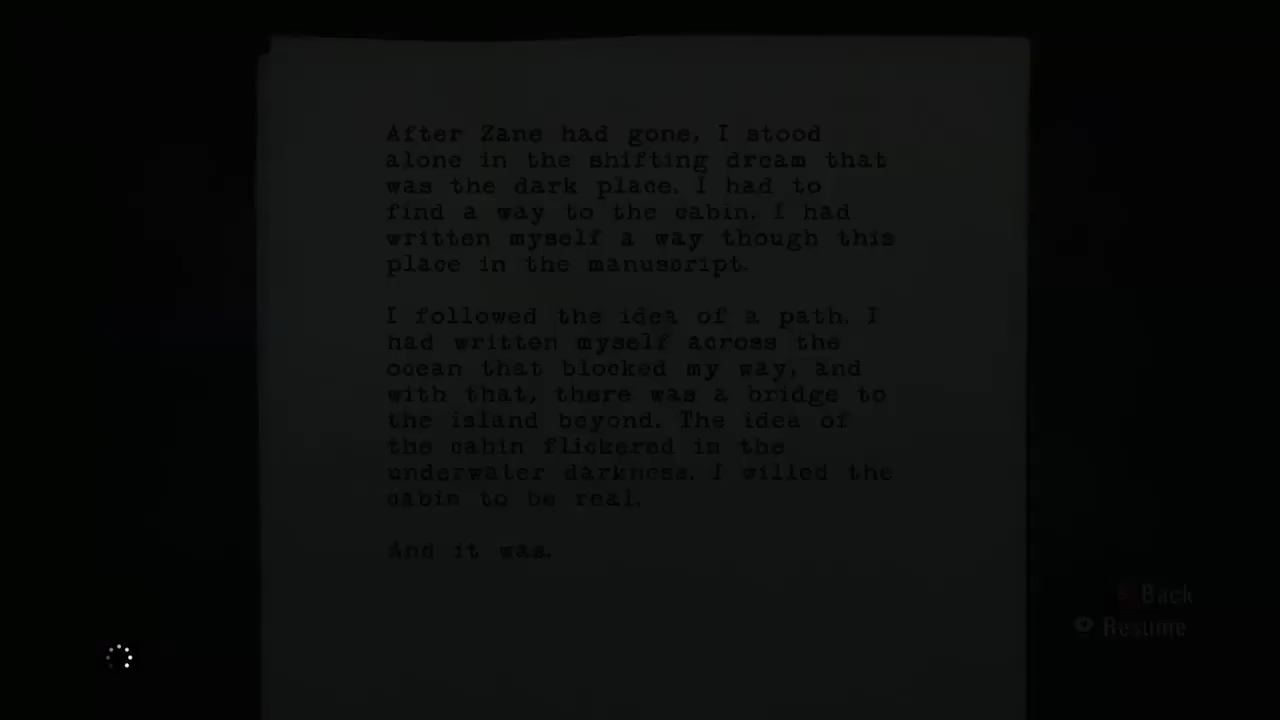 After Zane had gone, I stood
alone in the shifting dream that
was the dark place. I had to
find a way to the cabin. I had
written myself a way though this
place in the manuscript.
I followed the idea of a path. I
had written myself across the
ocean that blocked my way, and
with that, there was a bridge to
the island beyond. The idea of
the cabin flickered in the
underwater darkness. I willed the
cabin to be real.
And it was.
Back
Resume